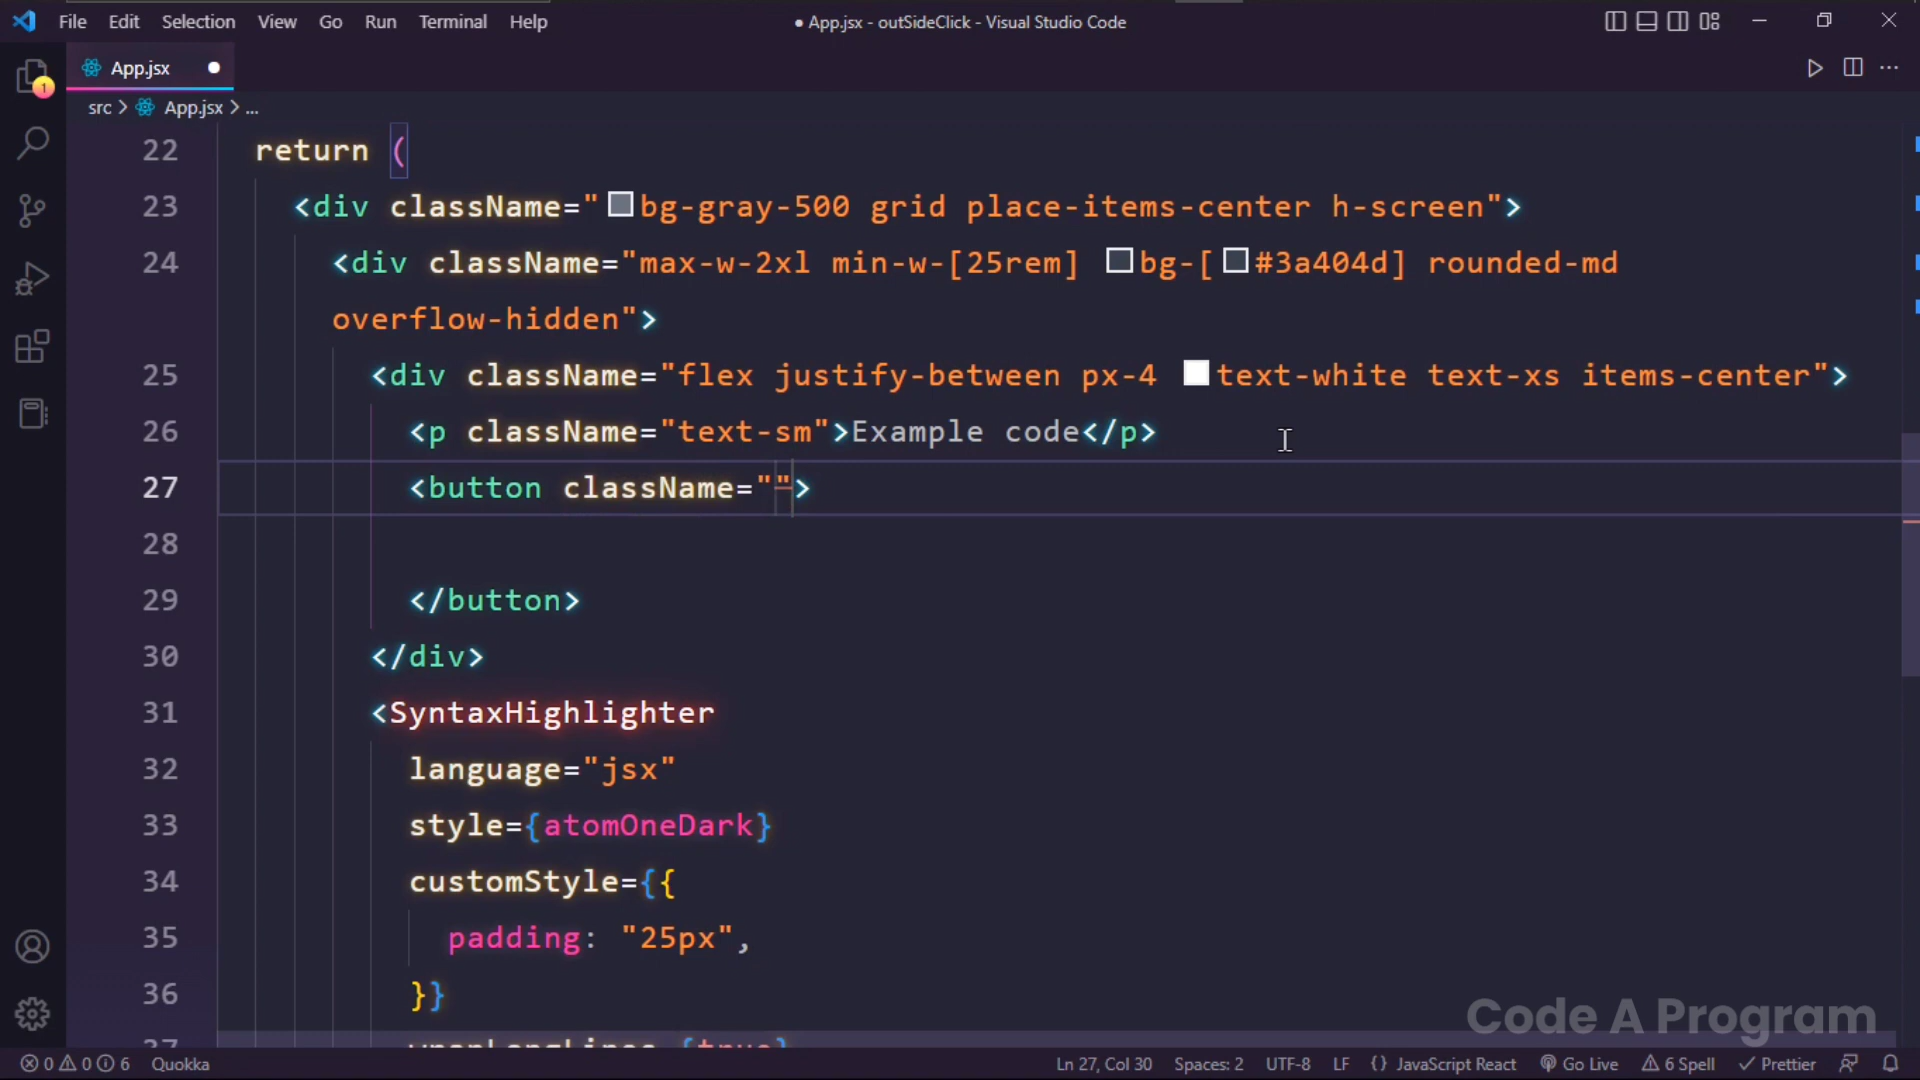 File Edit Selection View Go Run Terminal Help
● App.jsx - outSideClick - Visual Studio Code
App.jsx
1
src > App.jsx > ...
22 return (
23 <div className="bg-gray-500 grid place-items-center h-screen">
24 <div className="max-w-2xl min-w-[25rem] bg-[#3a404d] rounded-md
overflow-hidden">
25 <div className="flex justify-between px-4 text-white text-xs items-center">
26 <p className="text-sm">Example code</p>
27 <button className="">
28
29 </button>
30 </div>
31 <SyntaxHighlighter
32 language="jsx"
33 style={atomOneDark}
34 customStyle={{
35 padding: "25px",
36 }}
37 wrapLongLines={true}
Code A Program
0 0 6 Quokka Ln 27, Col 30 Spaces: 2 UTF-8 LF {} JavaScript React Go Live 6 Spell Prettier